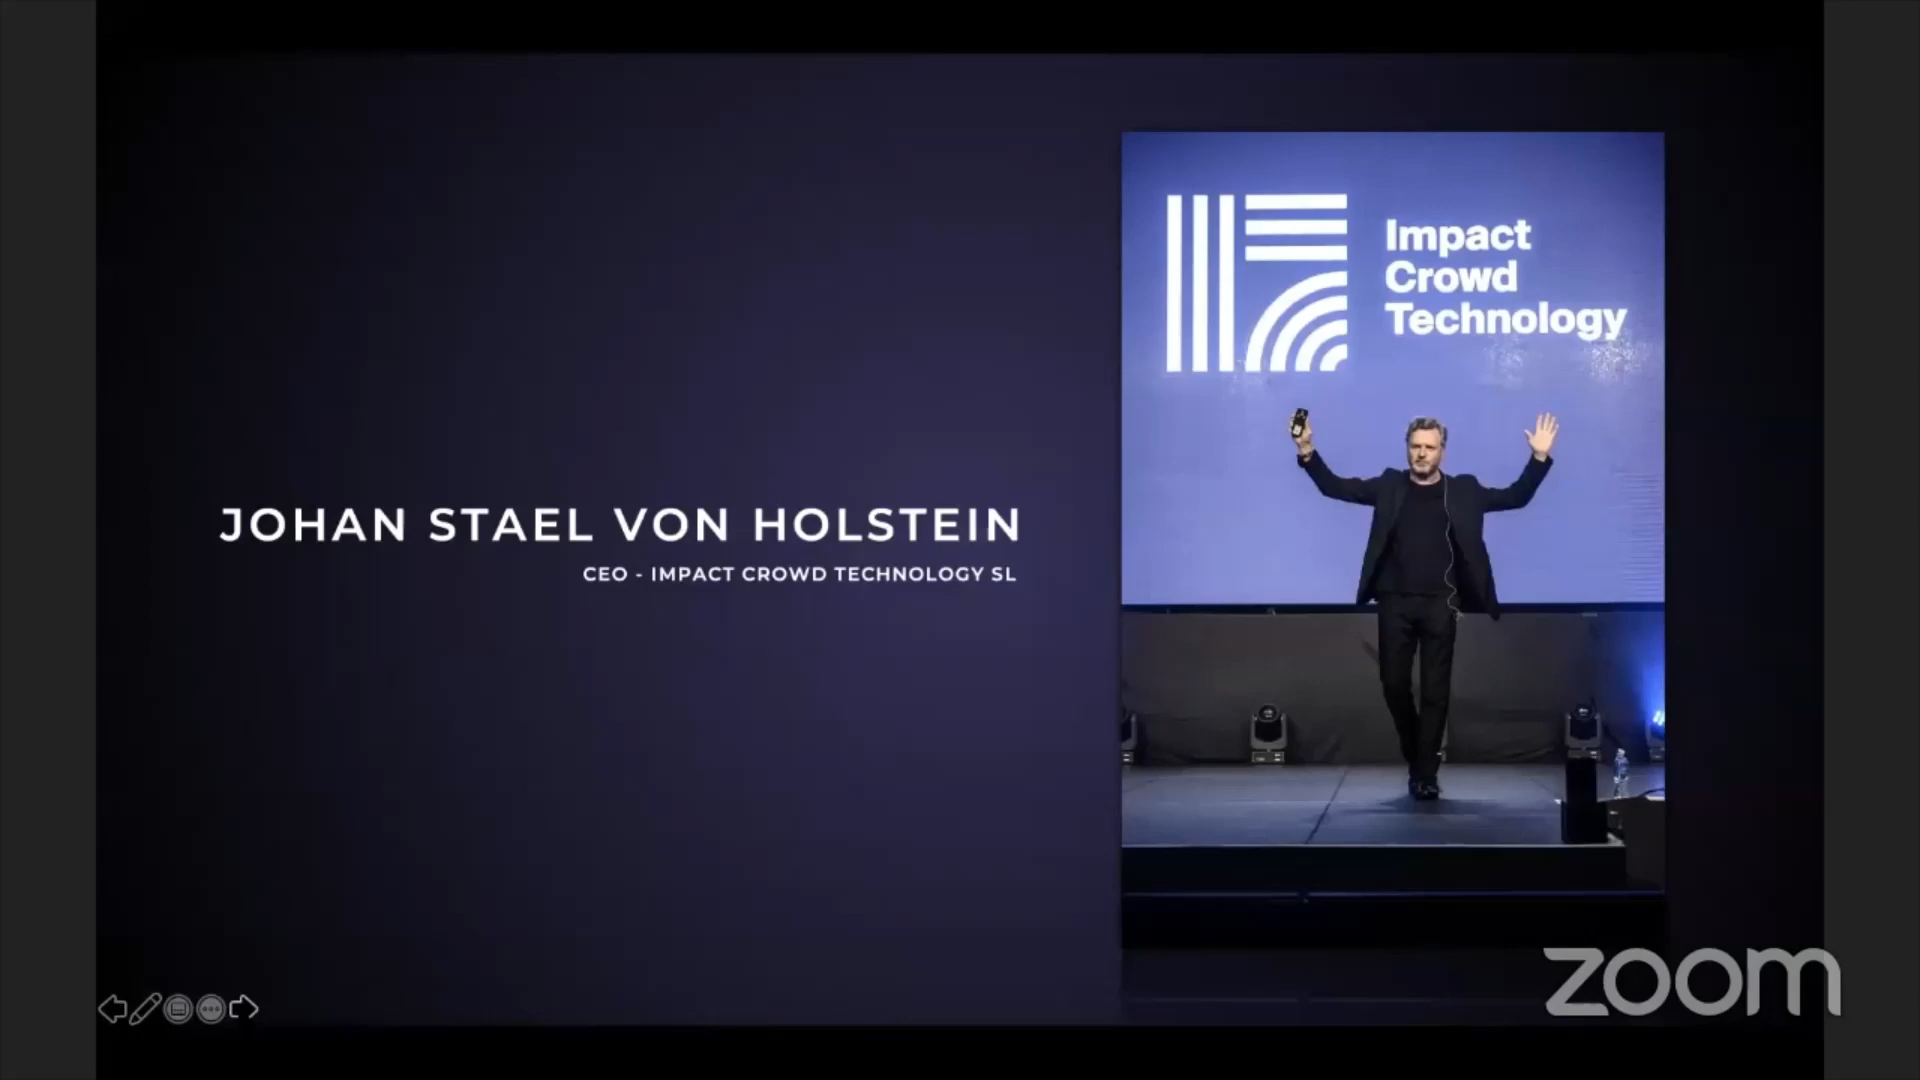 Impact
Crowd
Technology
JOHAN STAEL VON HOLSTEIN
CEO - IMPACT CROWD TECHNOLOGY SL
zoom